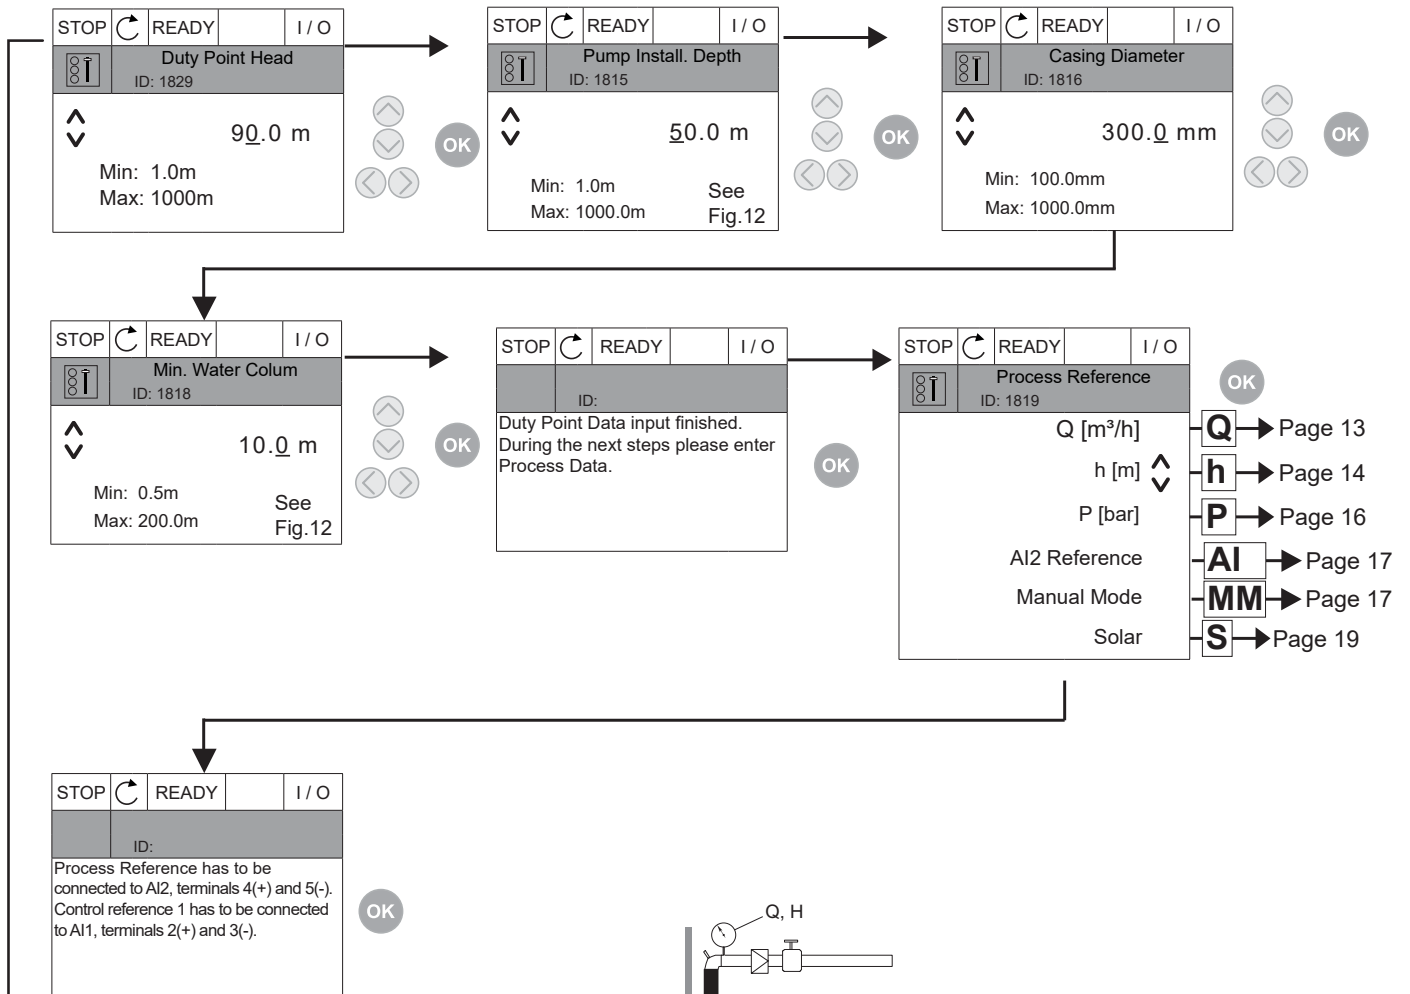 STOP READY I / O
Duty Point Head
ID: 1829
90.0 m
Min: 1.0m
Max: 1000m
OK
STOP READY I / O
Pump Install. Depth
ID: 1815
50.0 m
Min: 1.0m
Max: 1000.0m
See
Fig.12
OK
STOP READY I / O
Casing Diameter
ID: 1816
300.0 mm
Min: 100.0mm
Max: 1000.0mm
OK
STOP READY I / O
Min. Water Colum
ID: 1818
10.0 m
Min: 0.5m
Max: 200.0m
See
Fig.12
OK
STOP READY I / O
ID:
Duty Point Data input finished.
During the next steps please enter
Process Data.
OK
STOP READY I / O
Process Reference
ID: 1819
OK
Q [m³/h] Q Page 13
h [m] h Page 14
P [bar] P Page 16
AI2 Reference AI Page 17
Manual Mode MM Page 17
Solar S Page 19
STOP READY I / O
ID:
Process Reference has to be
connected to AI2, terminals 4(+) and 5(-).
Control reference 1 has to be connected
to AI1, terminals 2(+) and 3(-).
OK
Q, H